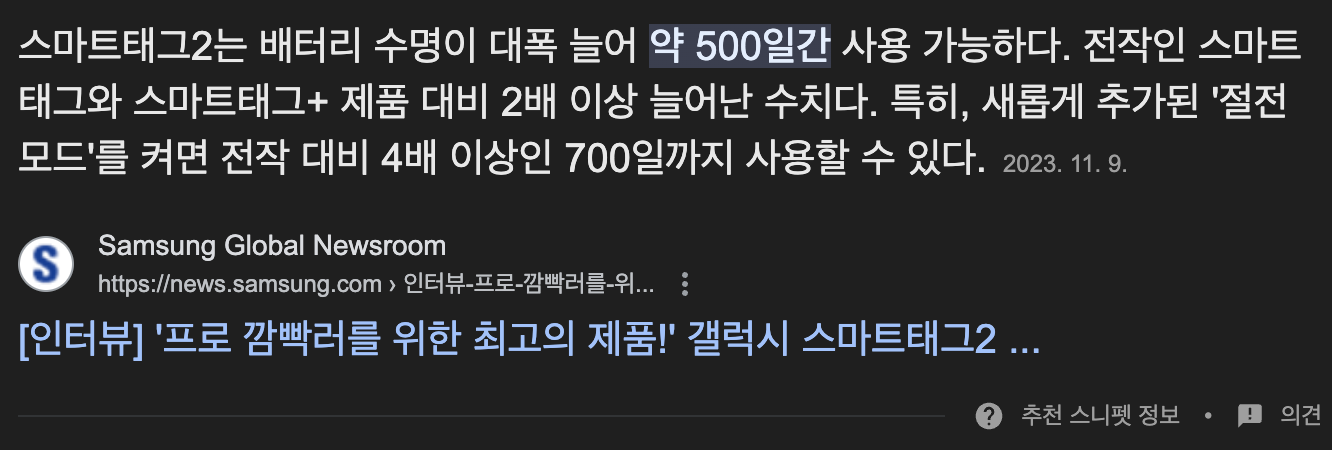 스마트태그2는 배터리 수명이 대폭 늘어 약 500일간 사용 가능하다. 전작인 스마트
태그와 스마트태그+ 제품 대비 2배 이상 늘어난 수치다. 특히, 새롭게 추가된 '절전
모드'를 켜면 전작 대비 4배 이상인 700일까지 사용할 수 있다. 2023. 11. 9.
S
Samsung Global Newsroom
https://news.samsung.com › 인터뷰-프로-깜빡러를-위...
[인터뷰] '프로 깜빡러를 위한 최고의 제품!' 갤럭시 스마트태그2 ...
추천 스니펫 정보 • 의견